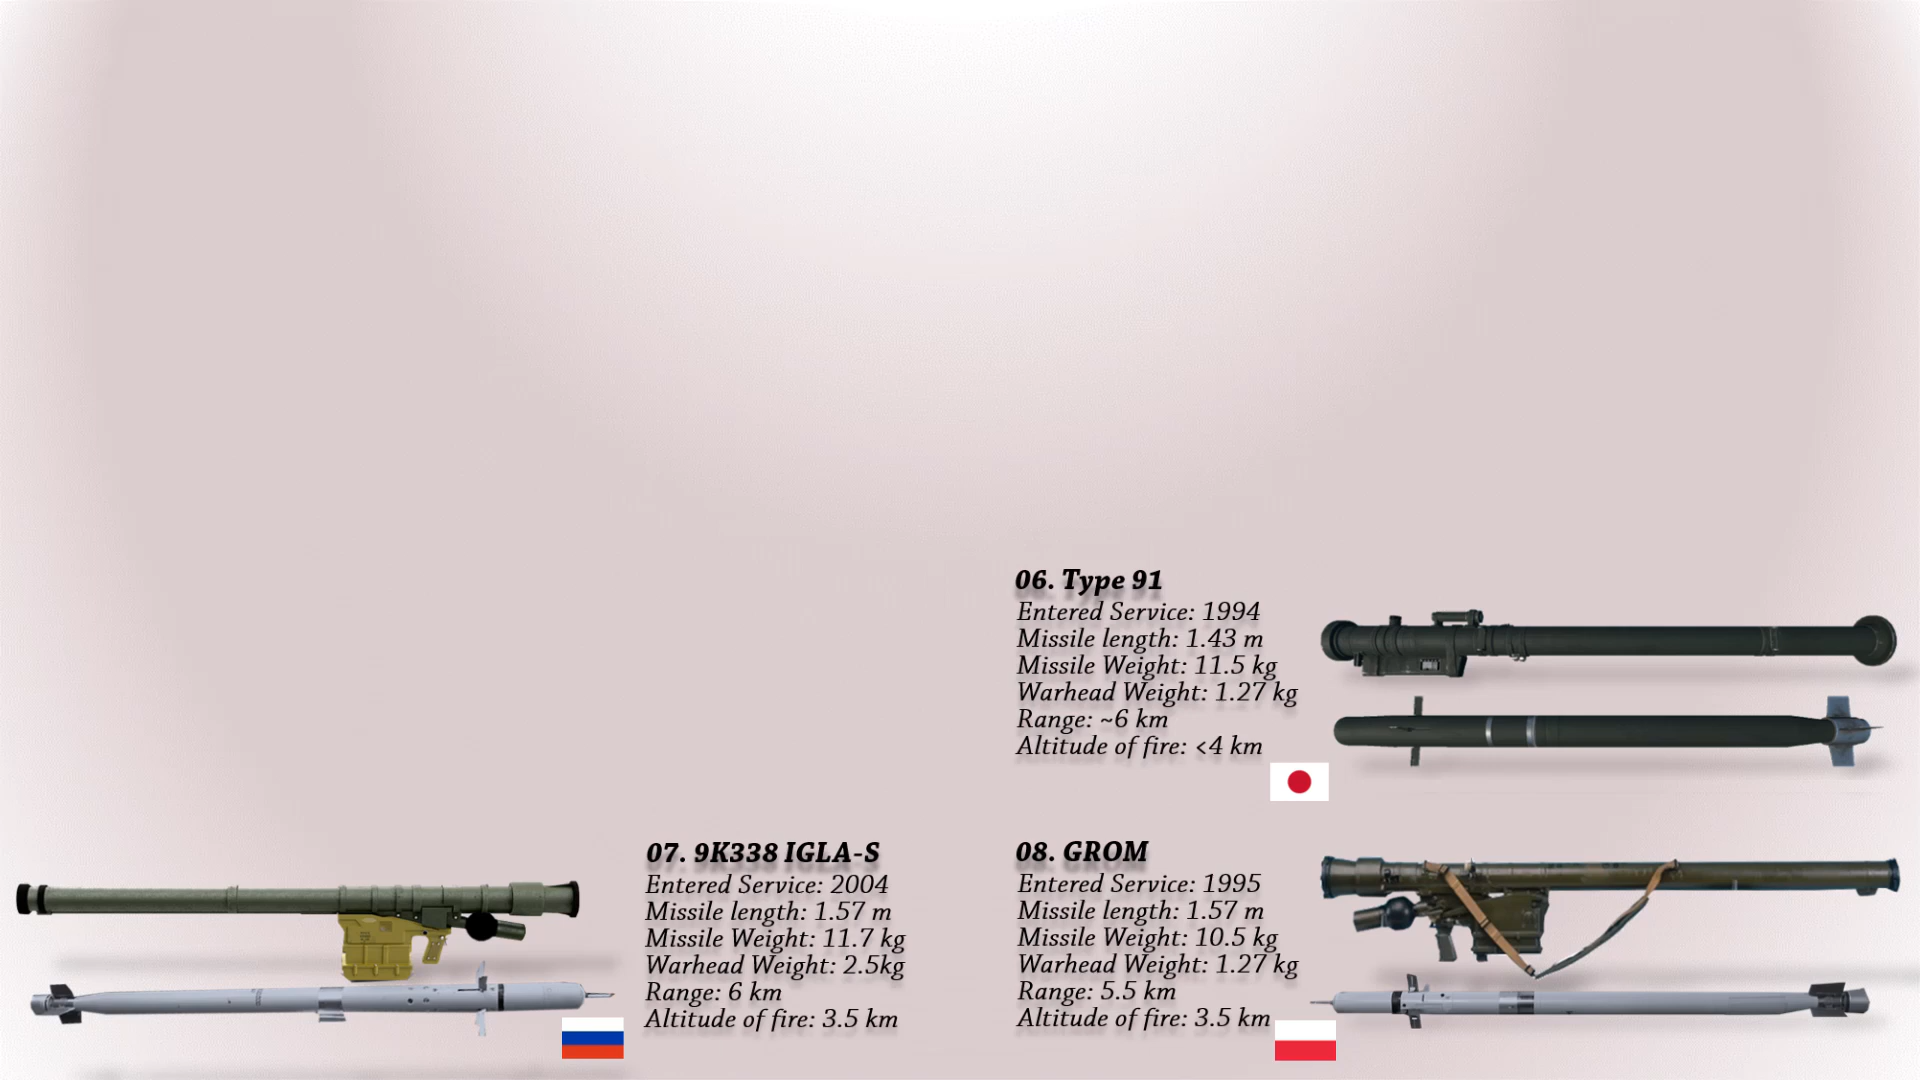 06. Type 91
Entered Service: 1994
Missile length: 1.43 m
Missile Weight: 11.5 kg
Warhead Weight: 1.27 kg
Range: ~6 km
Altitude of fire: <4 km
07. 9K338 IGLA-S
Entered Service: 2004
Missile length: 1.57 m
Missile Weight: 11.7 kg
Warhead Weight: 2.5kg
Range: 6 km
Altitude of fire: 3.5 km
08. GROM
Entered Service: 1995
Missile length: 1.57 m
Missile Weight: 10.5 kg
Warhead Weight: 1.27 kg
Range: 5.5 km
Altitude of fire: 3.5 km